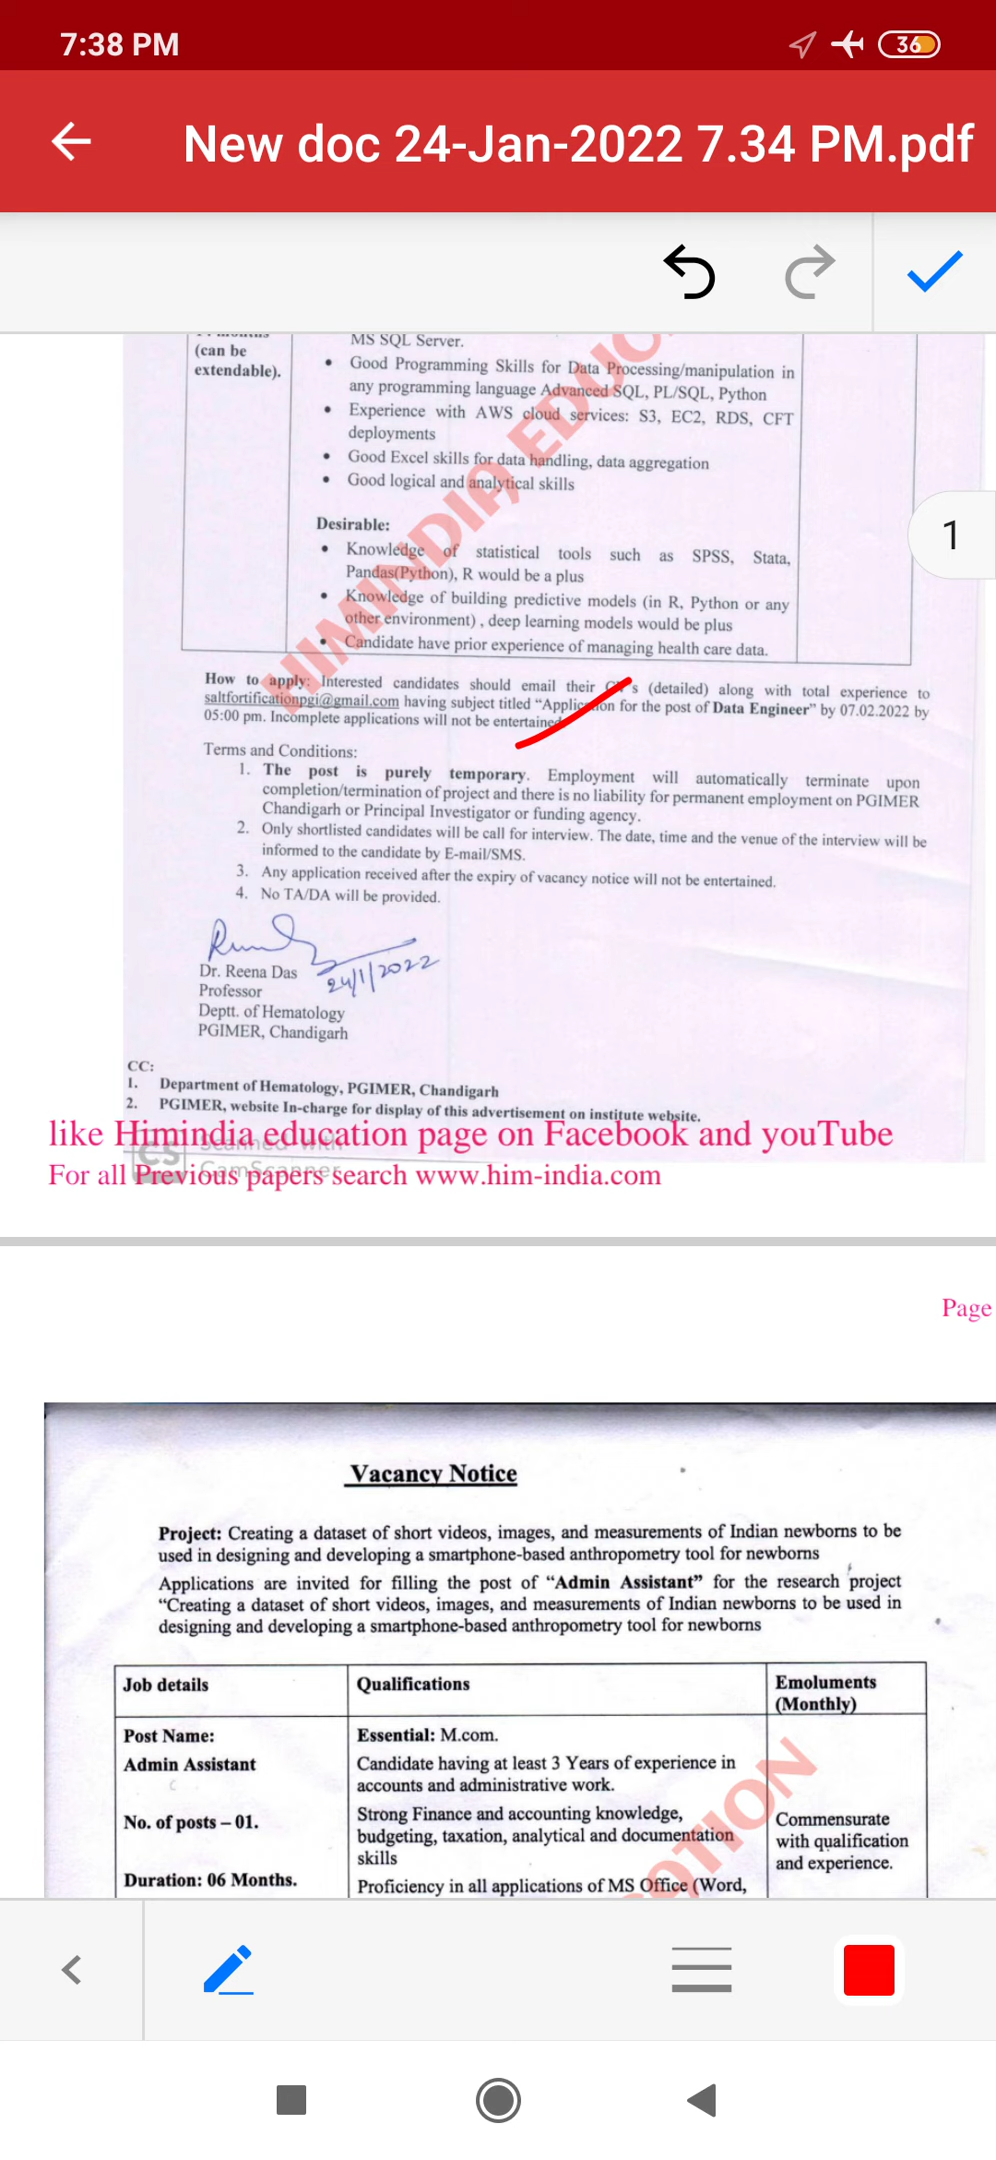 7:38 PM
36
New doc 24-Jan-2022 7.34 PM.pdf
1
(can be
extendable).
MS SQL Server.
• Good Programming Skills for Data Processing/manipulation in
any programming language Advanced SQL, PL/SQL, Python
• Experience with AWS cloud services: S3, EC2, RDS, CFT
deployments
• Good Excel skills for data handling, data aggregation
• Good logical and analytical skills
Desirable:
• Knowledge of statistical tools such as SPSS, Stata,
Pandas(Python), R would be a plus
• Knowledge of building predictive models (in R, Python or any
other environment) , deep learning models would be plus
• Candidate have prior experience of managing health care data.
HIMINDIA EDUC
How to apply: Interested candidates should email their (detailed) along with total experience to
saltfortificationpgi@gmail.com having subject titled “Application for the post of Data Engineer” by 07.02.2022 by
05:00 pm. Incomplete applications will not be entertained
Terms and Conditions:
1. The post is purely temporary. Employment will automatically terminate upon
completion/termination of project and there is no liability for permanent employment on PGIMER
Chandigarh or Principal Investigator or funding agency.
2. Only shortlisted candidates will be call for interview. The date, time and the venue of the interview will be
informed to the candidate by E-mail/SMS.
3. Any application received after the expiry of vacancy notice will not be entertained.
4. No TA/DA will be provided.
24/1/2022
Dr. Reena Das
Professor
Deptt. of Hematology
PGIMER, Chandigarh
CC:
1. Department of Hematology, PGIMER, Chandigarh
2. PGIMER, website In-charge for display of this advertisement on institute website.
like Himindia education page on Facebook and youTube
CS Scanned with
CamScanner
For all Previous papers search www.him-india.com
Page
Vacancy Notice
Project: Creating a dataset of short videos, images, and measurements of Indian newborns to be
used in designing and developing a smartphone-based anthropometry tool for newborns
Applications are invited for filling the post of “Admin Assistant” for the research project
“Creating a dataset of short videos, images, and measurements of Indian newborns to be used in
designing and developing a smartphone-based anthropometry tool for newborns
Job details
Qualifications
Emoluments
(Monthly)
Post Name:
Admin Assistant
No. of posts – 01.
Duration: 06 Months.
Essential: M.com.
Candidate having at least 3 Years of experience in
accounts and administrative work.
Strong Finance and accounting knowledge,
budgeting, taxation, analytical and documentation
skills
Proficiency in all applications of MS Office (Word,
Commensurate
with qualification
and experience.
OTION